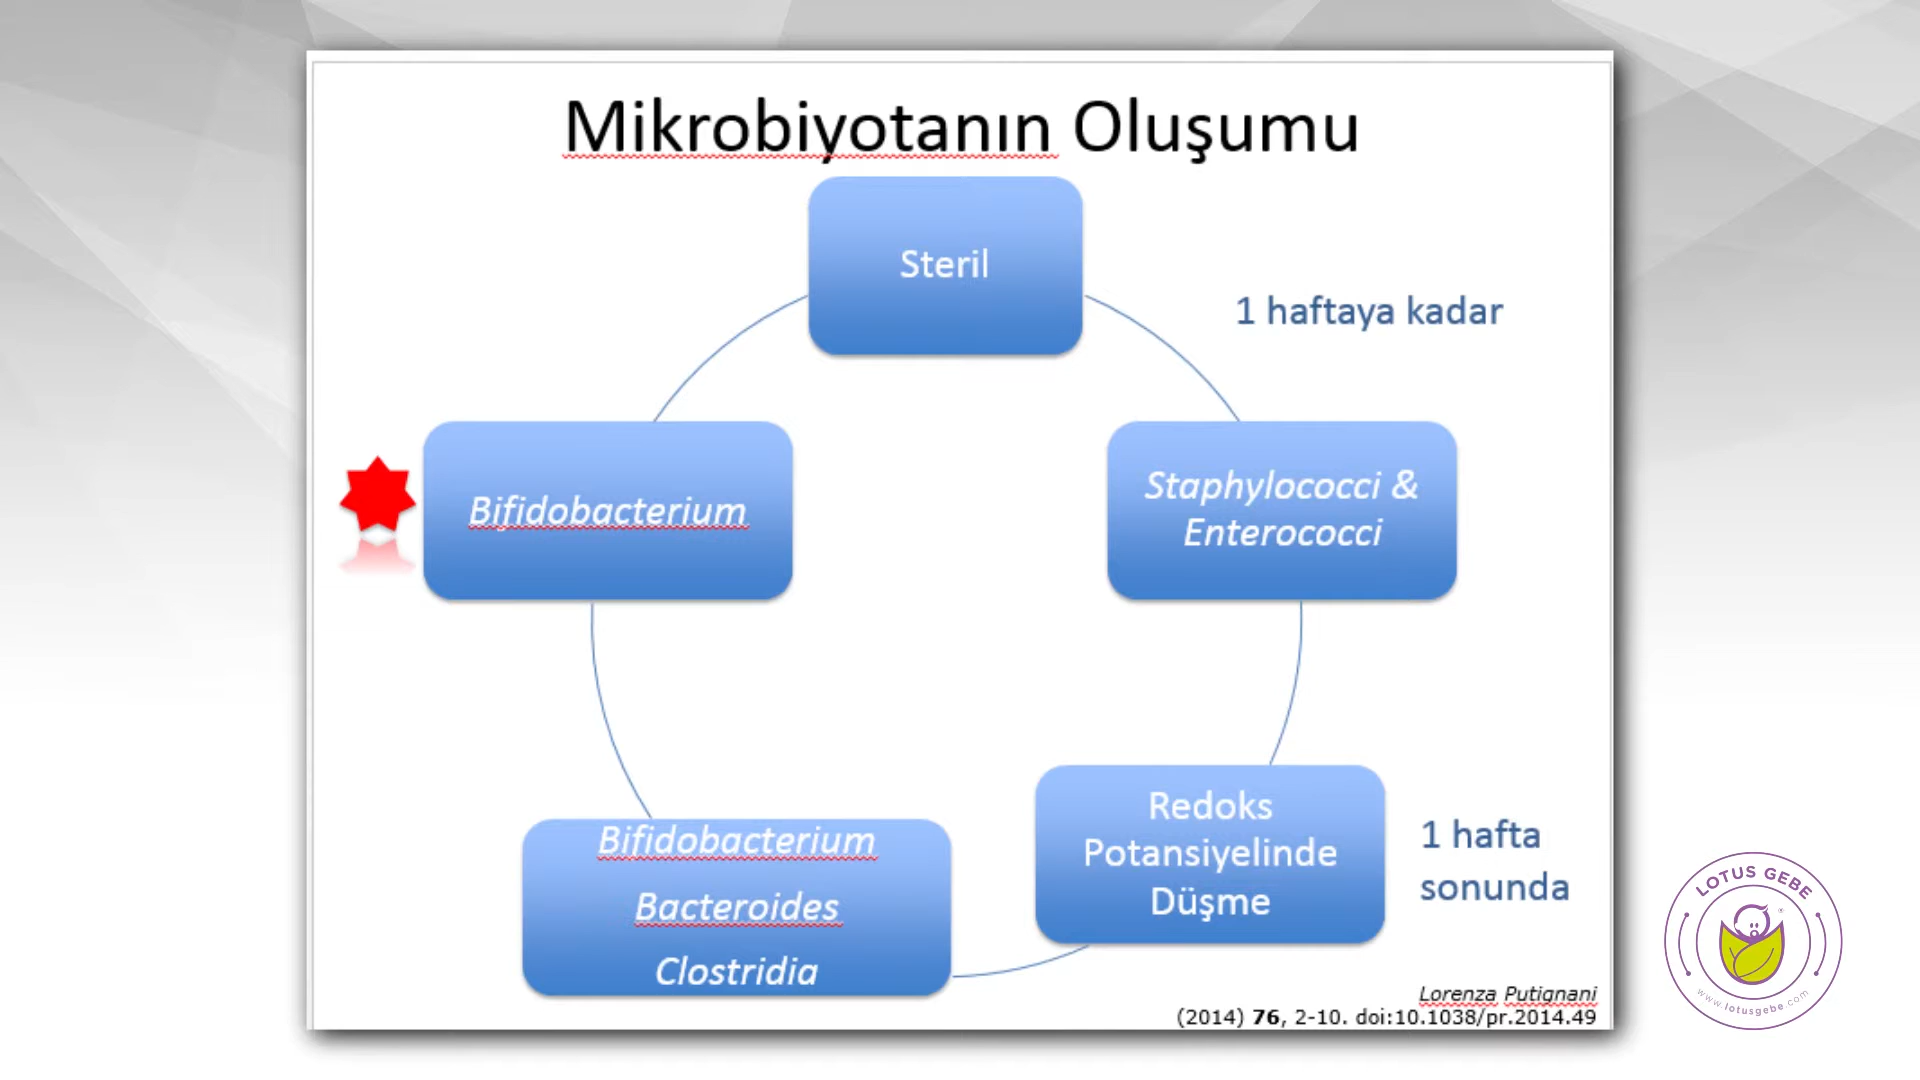 Mikrobiyotanın Oluşumu
Steril
1 haftaya kadar
Staphylococci &
Enterococci
Redoks
Potansiyelinde
Düşme
1 hafta
sonunda
Bifidobacterium
Bacteroides
Clostridia
Bifidobacterium
Lorenza Putignani
(2014) 76, 2-10. doi:10.1038/pr.2014.49
LOTUS GEBE
®
www.lotusgebe.com